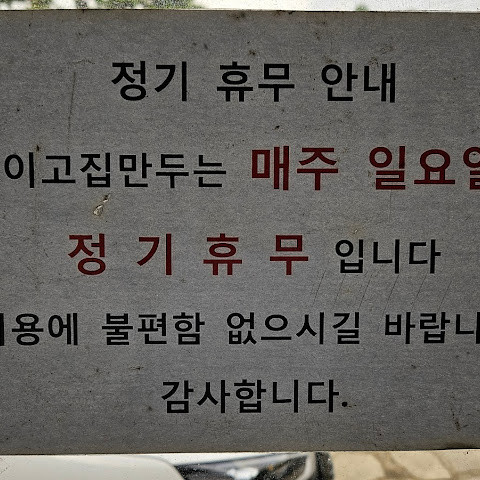 정기 휴무 안내
이고집만두는 매주 일요일
정 기 휴 무 입니다
이용에 불편함 없으시길 바랍니
감사합니다.